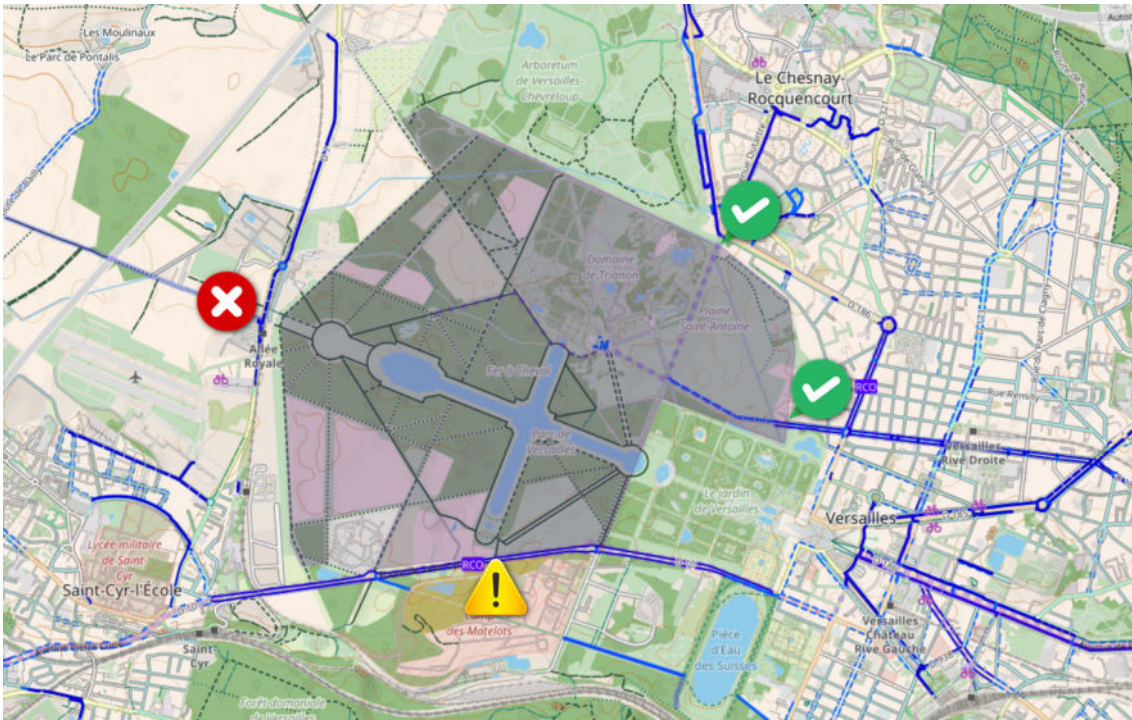 Les Moulinaux
Le Parc de Pontalis
Arboretum
de Versailles-
Chèvreloup
Le Chesnay-
Rocquencourt
Domaine
de Trianon
Plaine
Saint-Antoine
D 186
Allée
Royale
Fer à Cheval
RCO
Rue Remilly
Parc de
Versailles
Versailles
Rive Droite
Le jardin
de Versailles
Versailles
Lycée militaire
de Saint
Cyr
Saint-Cyr-l'École
RCO
D 10
Camp
des Matelots
Pièce
d'Eau
des Suisses
Versailles
Château
Rive Gauche
Saint-
Cyr
Forêt domaniale
de Versailles